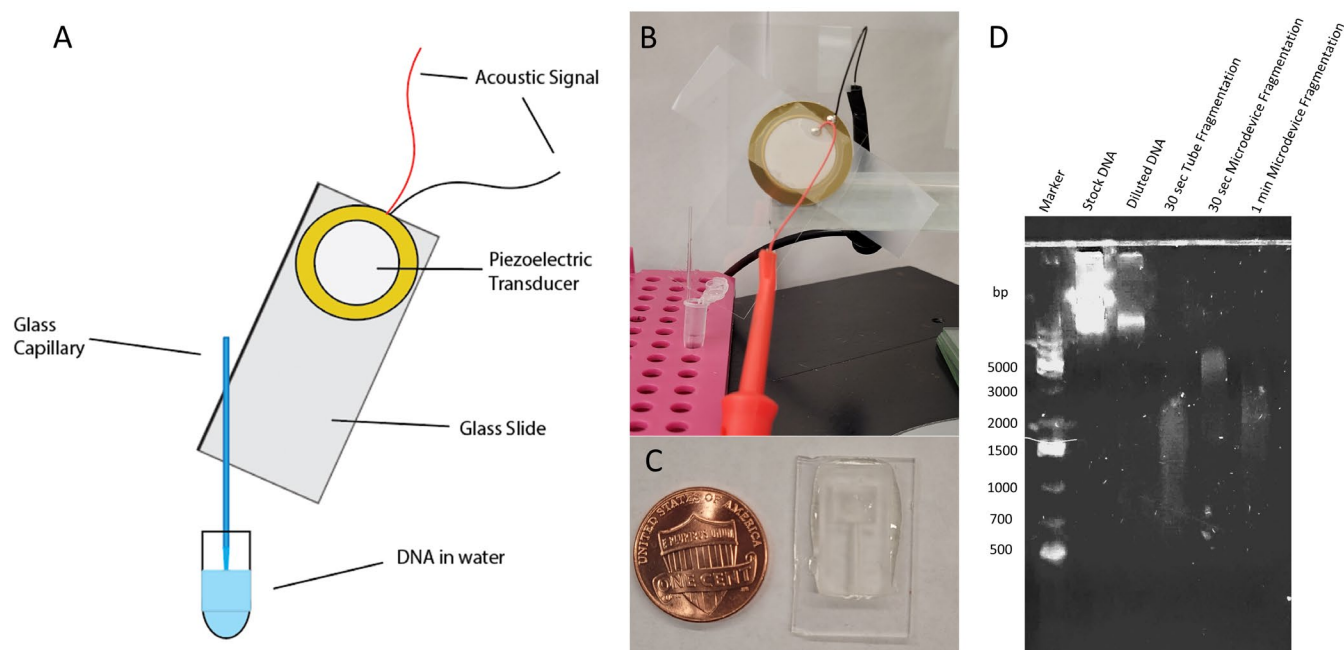 A
Acoustic Signal
Piezoelectric
Transducer
Glass
Capillary
Glass Slide
DNA in water
B
C
UNITED STATES OF AMERICA
E PLURIBUS UNUM
ONE CENT
D
Marker
Stock DNA
Diluted DNA
30 sec Tube Fragmentation
30 sec Microdevice Fragmentation
1 min Microdevice Fragmentation
bp
5000
3000
2000
1500
1000
700
500